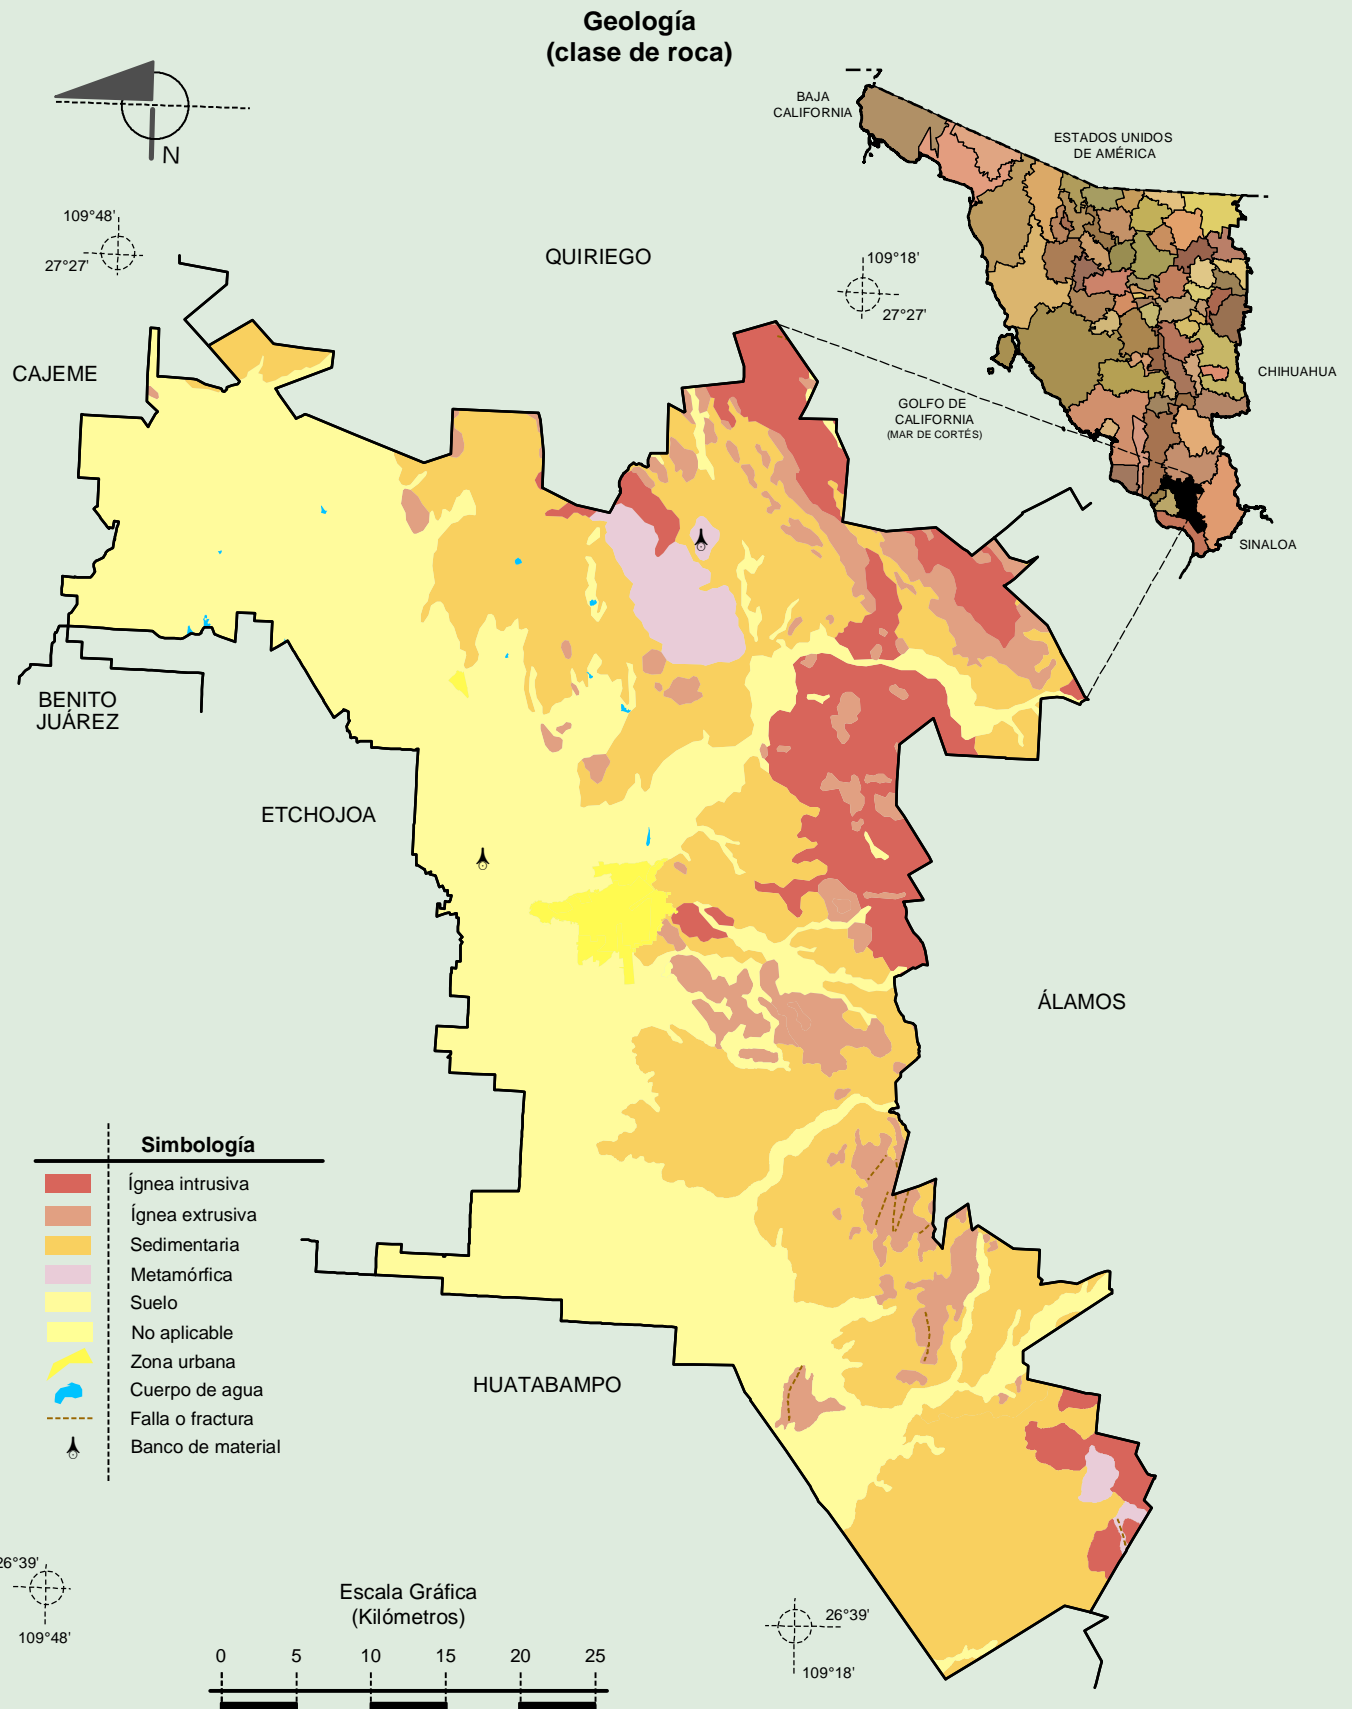 Geología
(clase de roca)
N
BAJA
CALIFORNIA
ESTADOS UNIDOS
DE AMÉRICA
109°48'
27°27'
QUIRIEGO
109°18'
27°27'
CAJEME
CHIHUAHUA
GOLFO DE
CALIFORNIA
(MAR DE CORTÉS)
SINALOA
BENITO
JUÁREZ
ETCHOJOA
ÁLAMOS
Simbología
Ígnea intrusiva
Ígnea extrusiva
Sedimentaria
Metamórfica
Suelo
No aplicable
Zona urbana
Cuerpo de agua
Falla o fractura
Banco de material
HUATABAMPO
26°39'
109°48'
Escala Gráfica
(Kilómetros)
0 5 10 15 20 25
26°39'
109°18'